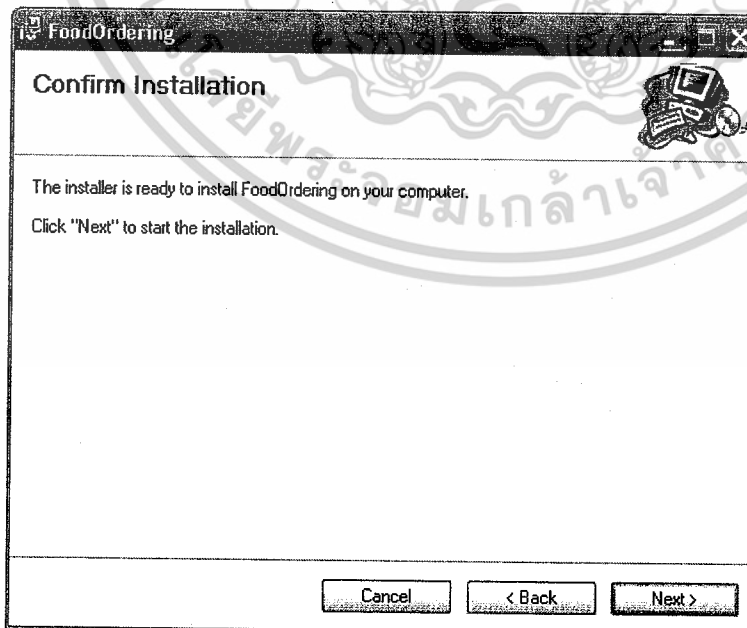 FoodOrdering
Confirm Installation
The installer is ready to install FoodOrdering on your computer.
Click "Next" to start the installation.
Cancel
< Back
Next >